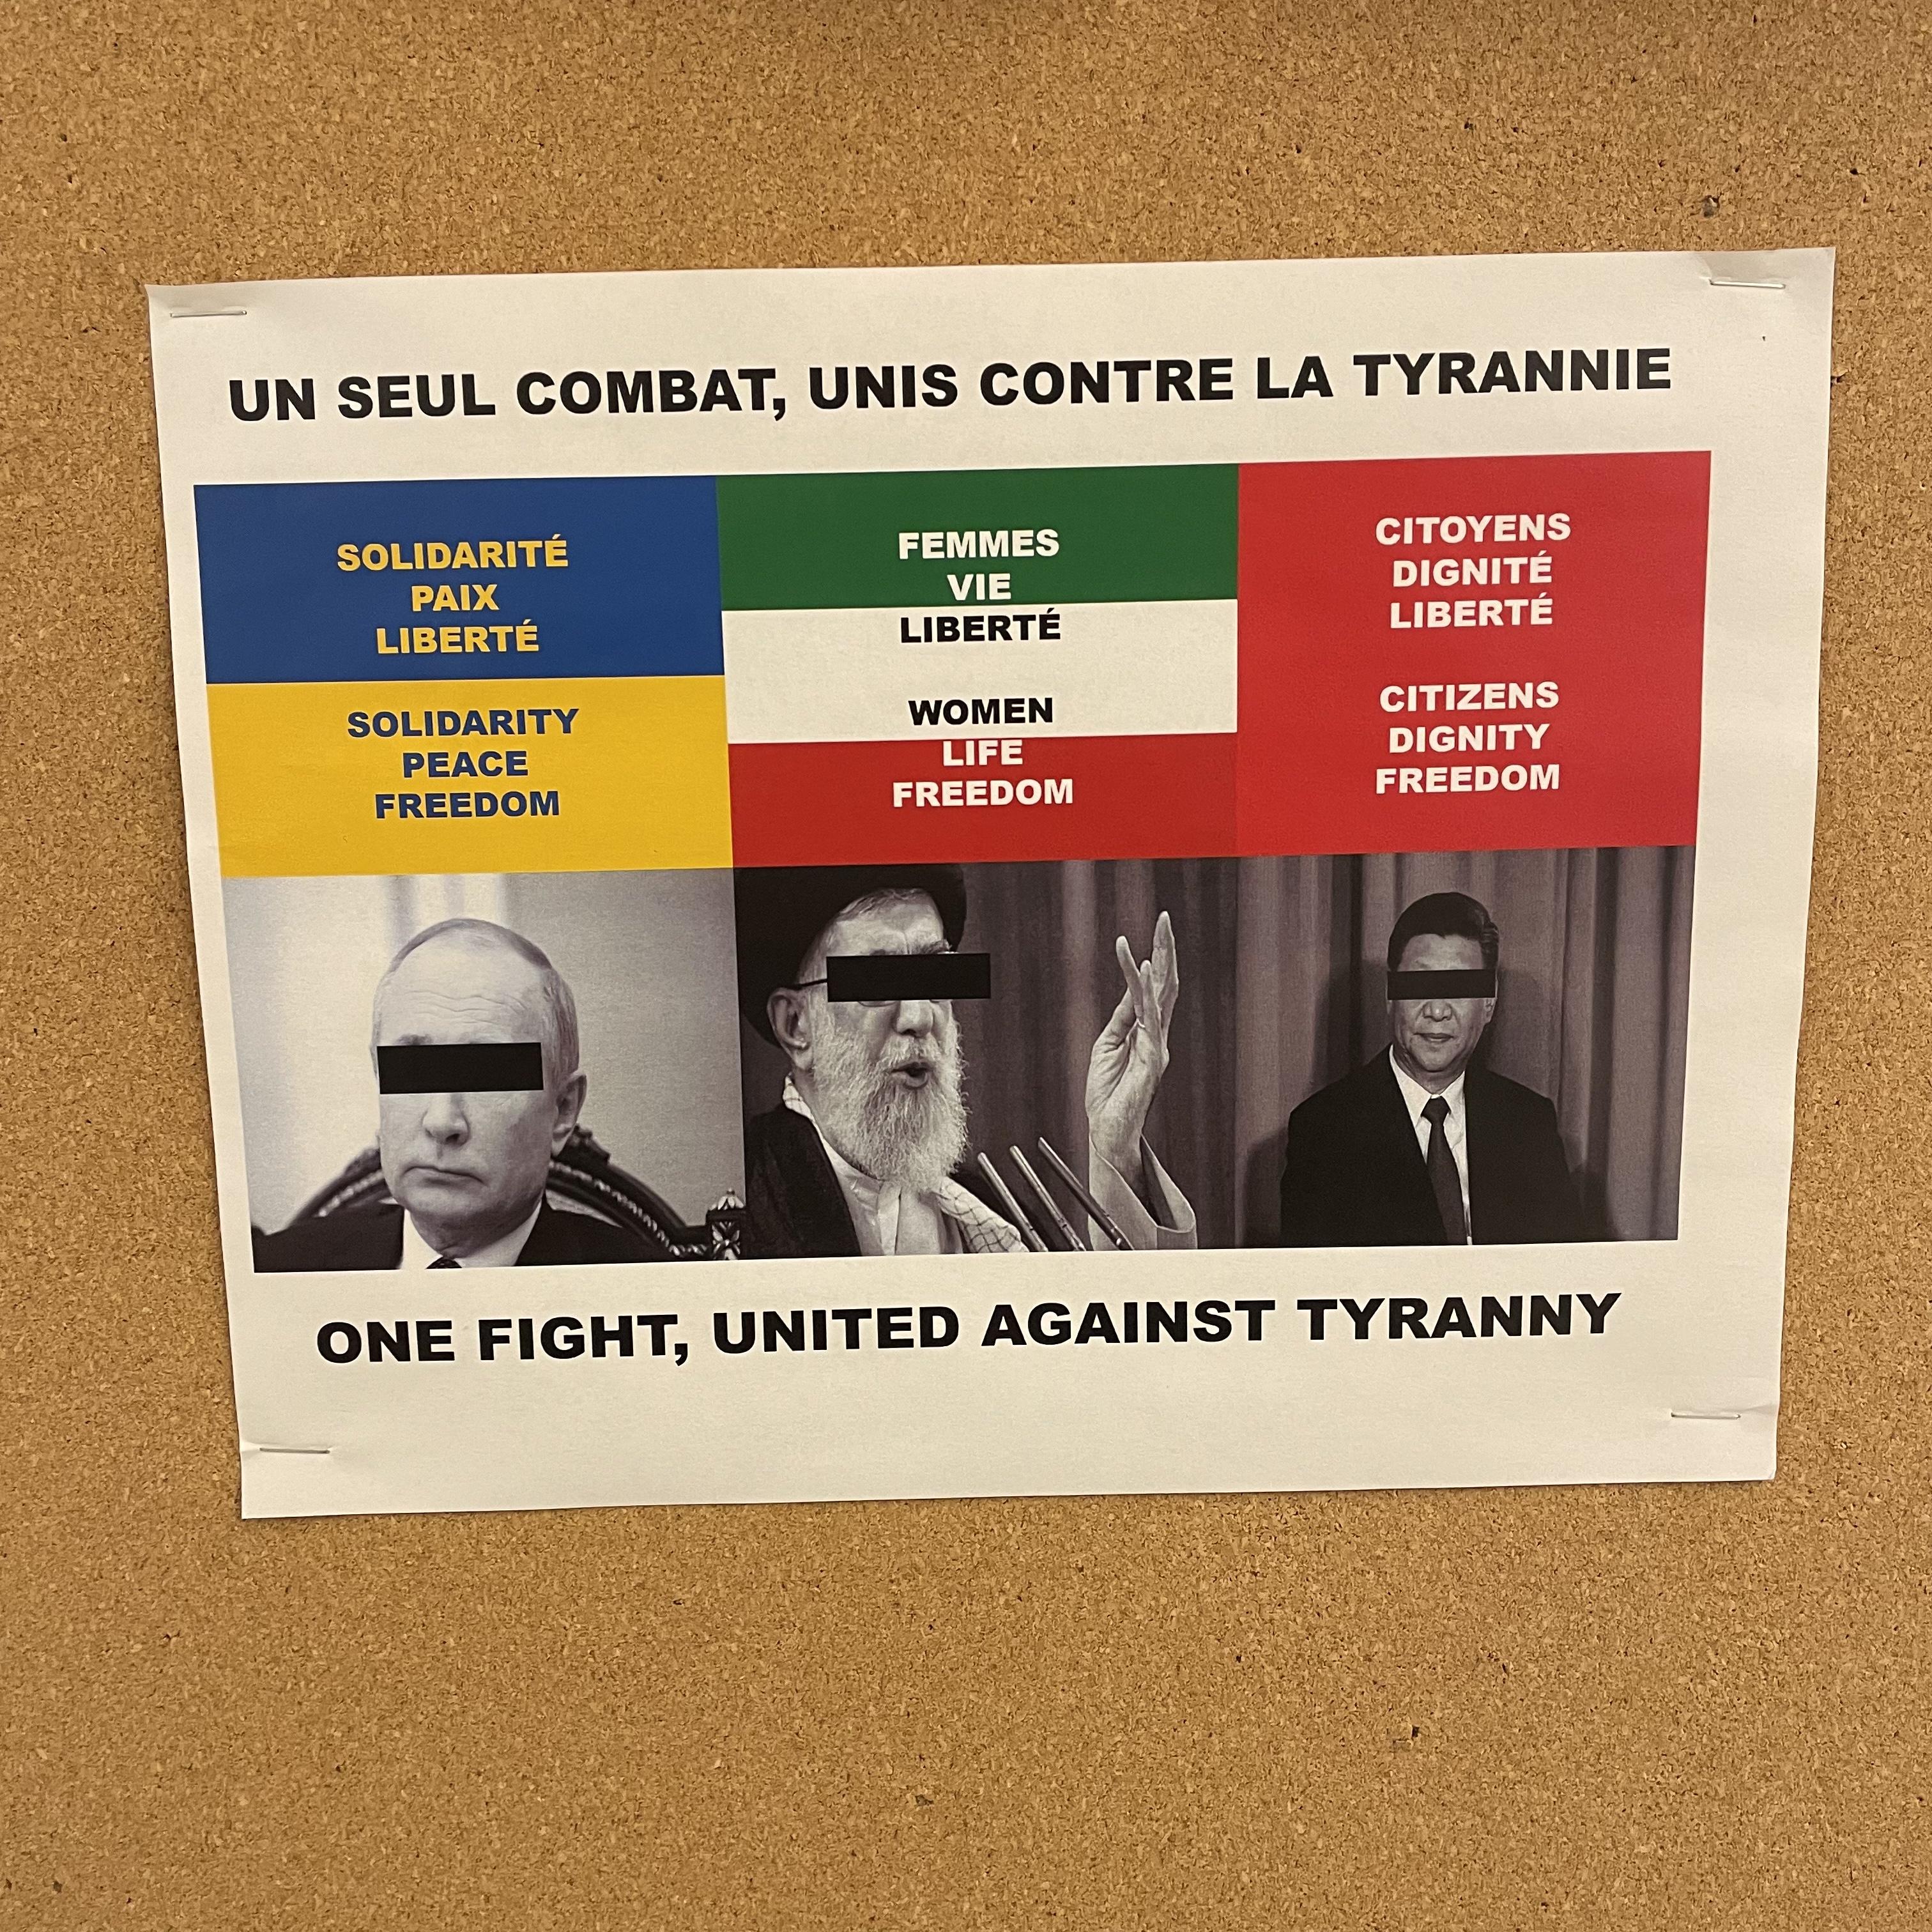 UN SEUL COMBAT, UNIS CONTRE LA TYRANNIE
SOLIDARITÉ
PAIX
LIBERTÉ
SOLIDARITY
PEACE
FREEDOM
FEMMES
VIE
LIBERTÉ
WOMEN
LIFE
FREEDOM
CITOYENS
DIGNITÉ
LIBERTÉ
CITIZENS
DIGNITY
FREEDOM
ONE FIGHT, UNITED AGAINST TYRANNY